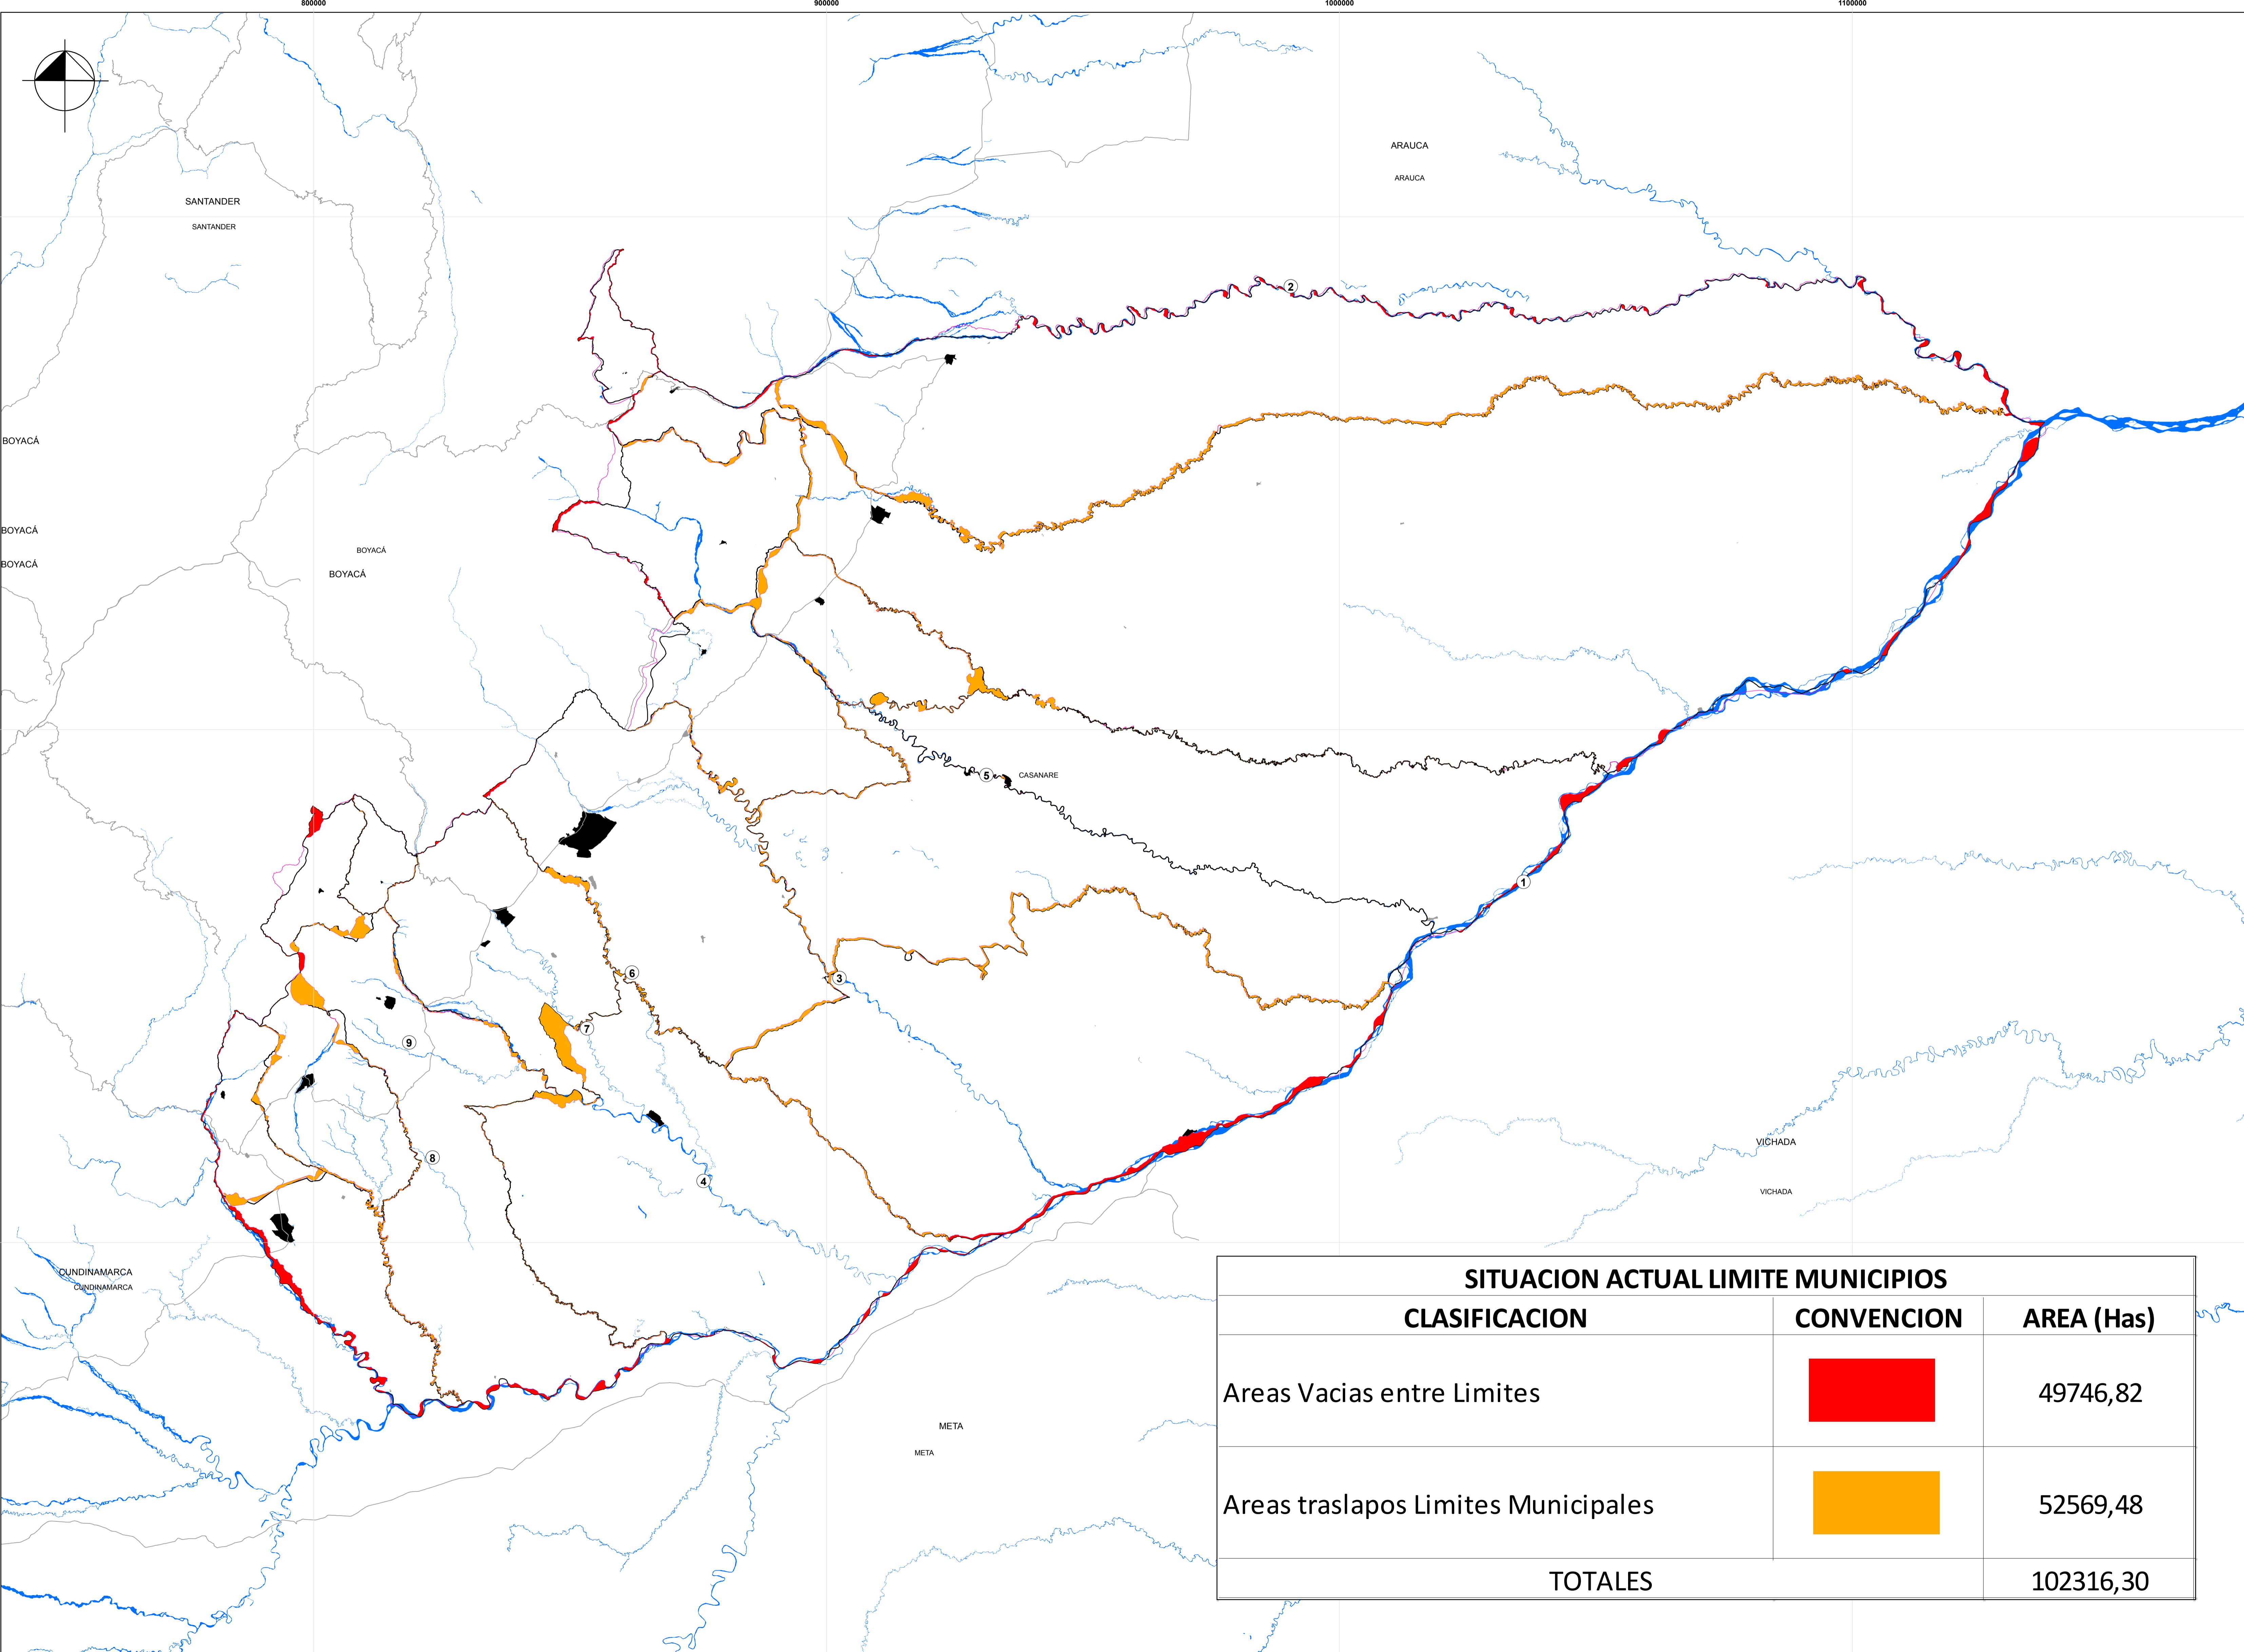 800000
900000
1000000
1100000
ARAUCA
ARAUCA
SANTANDER
SANTANDER
2
BOYACÁ
BOYACÁ
BOYACÁ
BOYACÁ
BOYACÁ
5
CASANARE
1
6
3
7
9
8
4
VICHADA
VICHADA
CUNDINAMARCA
CUNDINAMARCA
META
META
SITUACION ACTUAL LIMITE MUNICIPIOS
CLASIFICACION CONVENCION AREA (Has)
Areas Vacias entre Limites 49746,82
Areas traslapos Limites Municipales 52569,48
TOTALES 102316,30